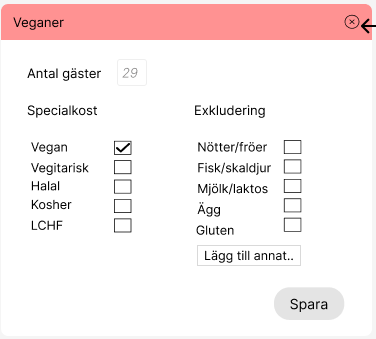 Veganer
Antal gäster 29
Specialkost
Vegan
Vegitarisk
Halal
Kosher
LCHF
Exkludering
Nötter/fröer
Fisk/skaldjur
Mjölk/laktos
Ägg
Gluten
Lägg till annat..
Spara